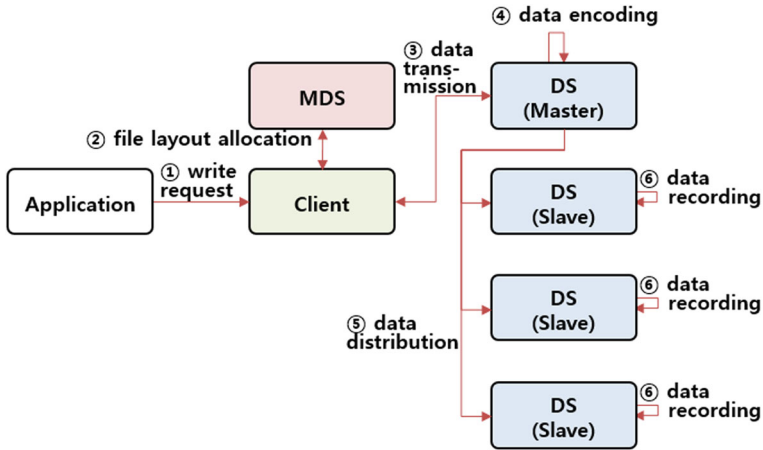 ④ data encoding
③ data
trans-
mission
DS
(Master)
MDS
② file layout allocation
① write
request
Application
Client
DS
(Slave)
⑥ data
recording
DS
(Slave)
⑥ data
recording
⑤ data
distribution
DS
(Slave)
⑥ data
recording